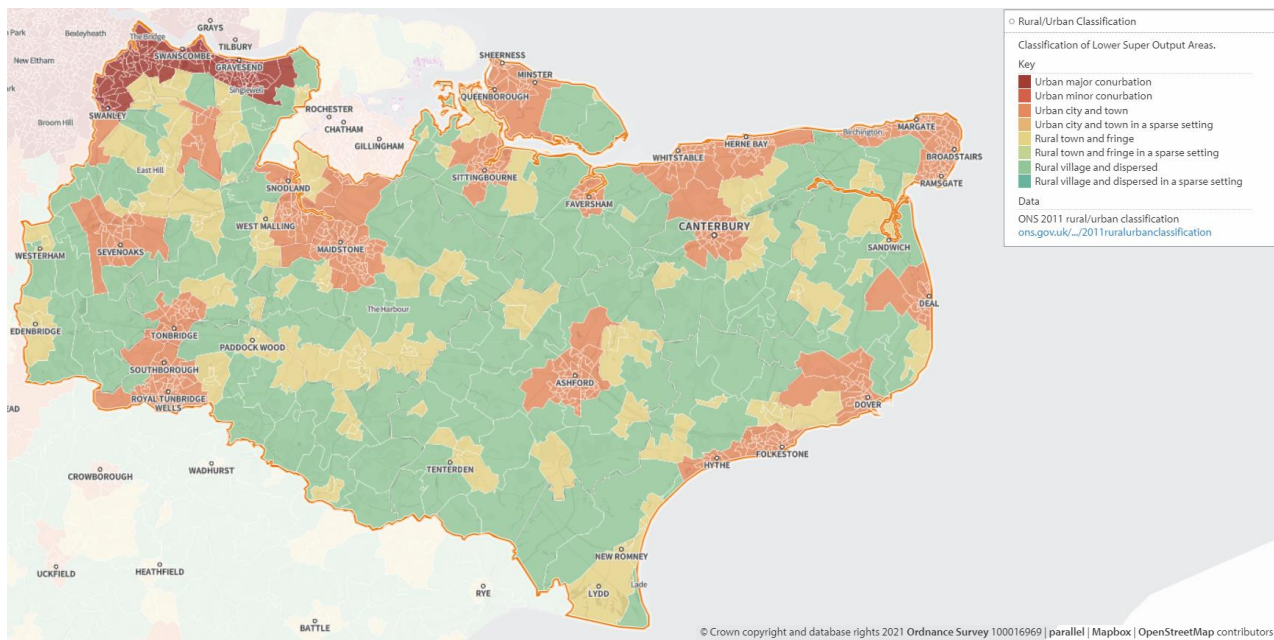 GRAYS
Bexleyheath
The Bridge
TILBURY
Park
SWANSCOMBE
New Eltham
GRAVESEND
Singlewell
SWANLEY
Broom Hill
ROCHESTER
CHATHAM
GILLINGHAM
East Hill
SHEERNESS
MINSTER
QUEENBOROUGH
SITTINGBOURNE
SNODLAND
FAVERSHAM
WHITSTABLE
HERNE BAY
Birchington
MARGATE
BROADSTAIRS
RAMSGATE
WEST MALLING
MAIDSTONE
CANTERBURY
SEVENOAKS
WESTERHAM
SANDWICH
DEAL
The Harbour
EDENBRIDGE
TONBRIDGE
PADDOCK WOOD
SOUTHBOROUGH
ROYAL TUNBRIDGE
WELLS
ASHFORD
DOVER
FOLKESTONE
HYTHE
EAD
CROWBOROUGH
WADHURST
TENTERDEN
NEW ROMNEY
Lade
LYDD
UCKFIELD
HEATHFIELD
RYE
BATTLE
Rural/Urban Classification
Classification of Lower Super Output Areas.
Key
Urban major conurbation
Urban minor conurbation
Urban city and town
Urban city and town in a sparse setting
Rural town and fringe
Rural town and fringe in a sparse setting
Rural village and dispersed
Rural village and dispersed in a sparse setting
Data
ONS 2011 rural/urban classification
ons.gov.uk/.../2011ruralurbanclassification
© Crown copyright and database rights 2021 Ordnance Survey 100016969 | parallel | Mapbox | OpenStreetMap contributors